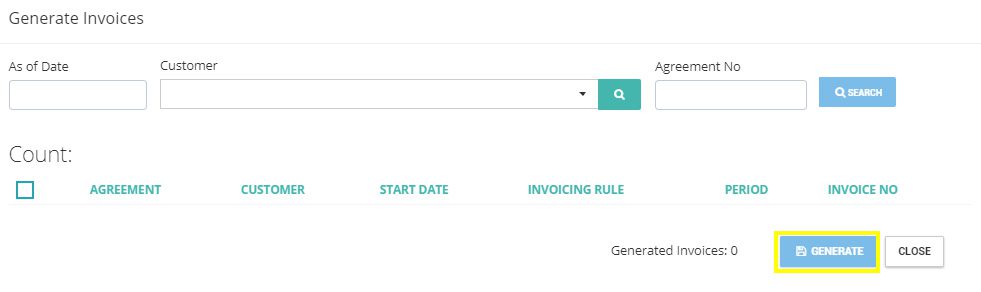 Generate Invoices
As of Date Customer Agreement No
SEARCH
Count:
AGREEMENT CUSTOMER START DATE INVOICING RULE PERIOD INVOICE NO
Generated Invoices: 0 GENERATE CLOSE